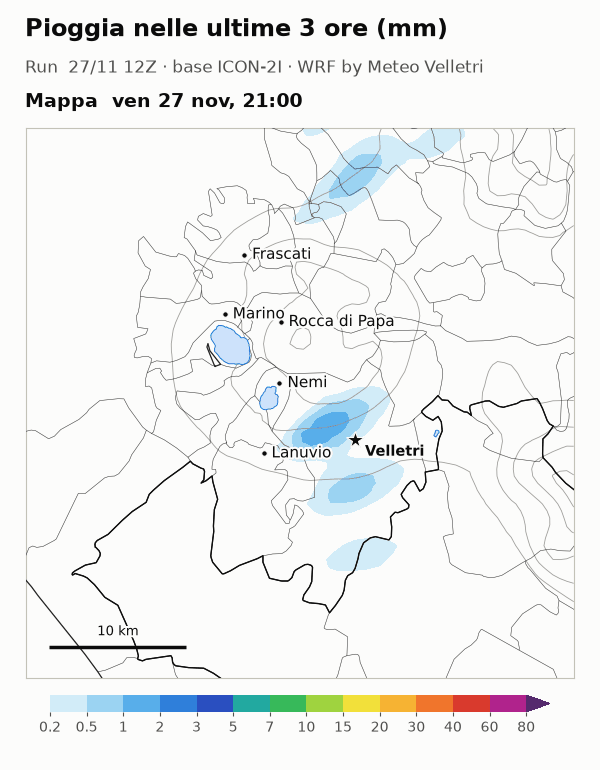 Pioggia nelle ultime 3 ore (mm)
Run  27/11 12Z · base ICON-2I · WRF by Meteo Velletri
Mappa  ven 27 nov, 21:00
Frascati
Marino
Rocca di Papa
Nemi
Velletri
Lanuvio
10 km
0.2 0.5 1 2 3 5 7 10 15 20 30 40 60 80